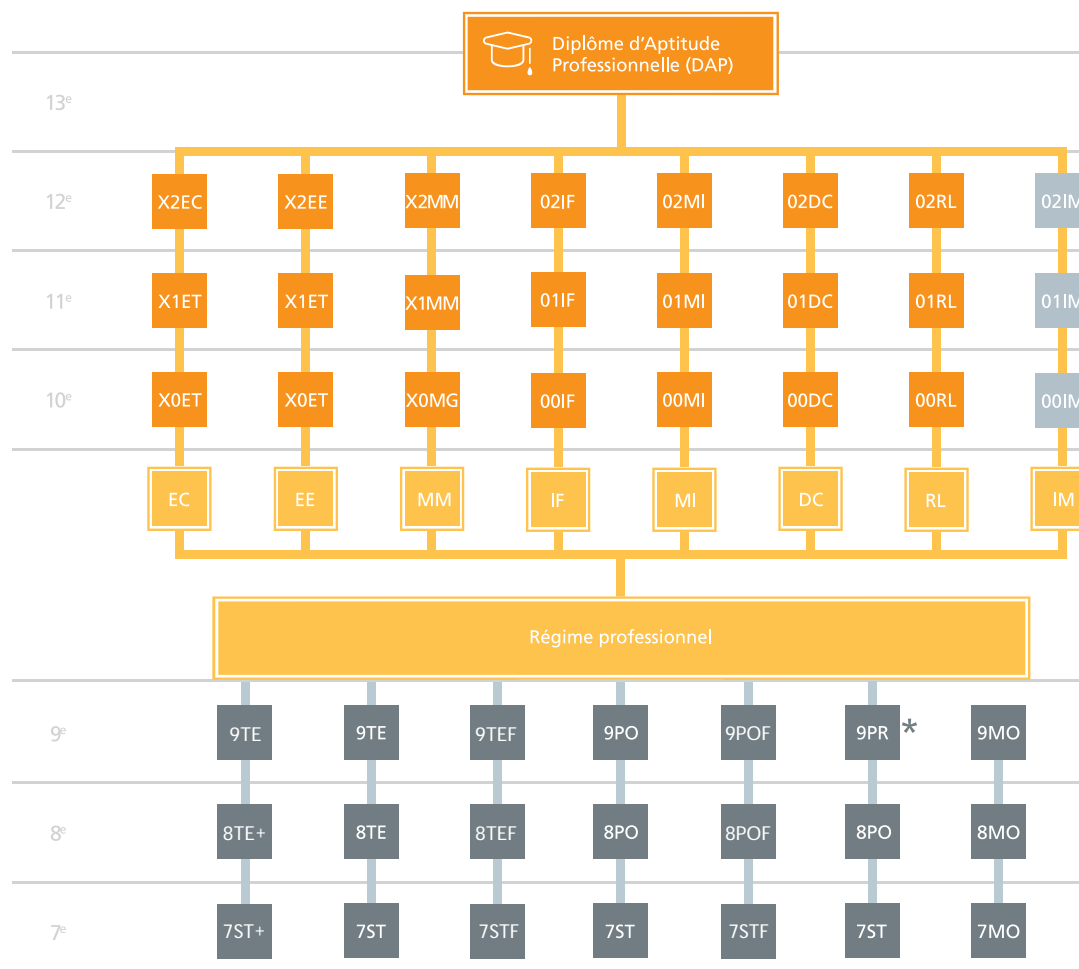 Diplôme d'Aptitude
Professionnelle (DAP)
13e
12e X2EC X2EE X2MM 02IF 02MI 02DC 02RL 02IM
11e X1ET X1ET X1MM 01IF 01MI 01DC 01RL 01IM
10e X0ET X0ET X0MG 00IF 00MI 00DC 00RL 00IM
EC EE MM IF MI DC RL IM
Régime professionnel
9e 9TE 9TE 9TEF 9PO 9POF 9PR * 9MO
8e 8TE+ 8TE 8TEF 8PO 8POF 8PO 8MO
7e 7ST+ 7ST 7STF 7ST 7STF 7ST 7MO